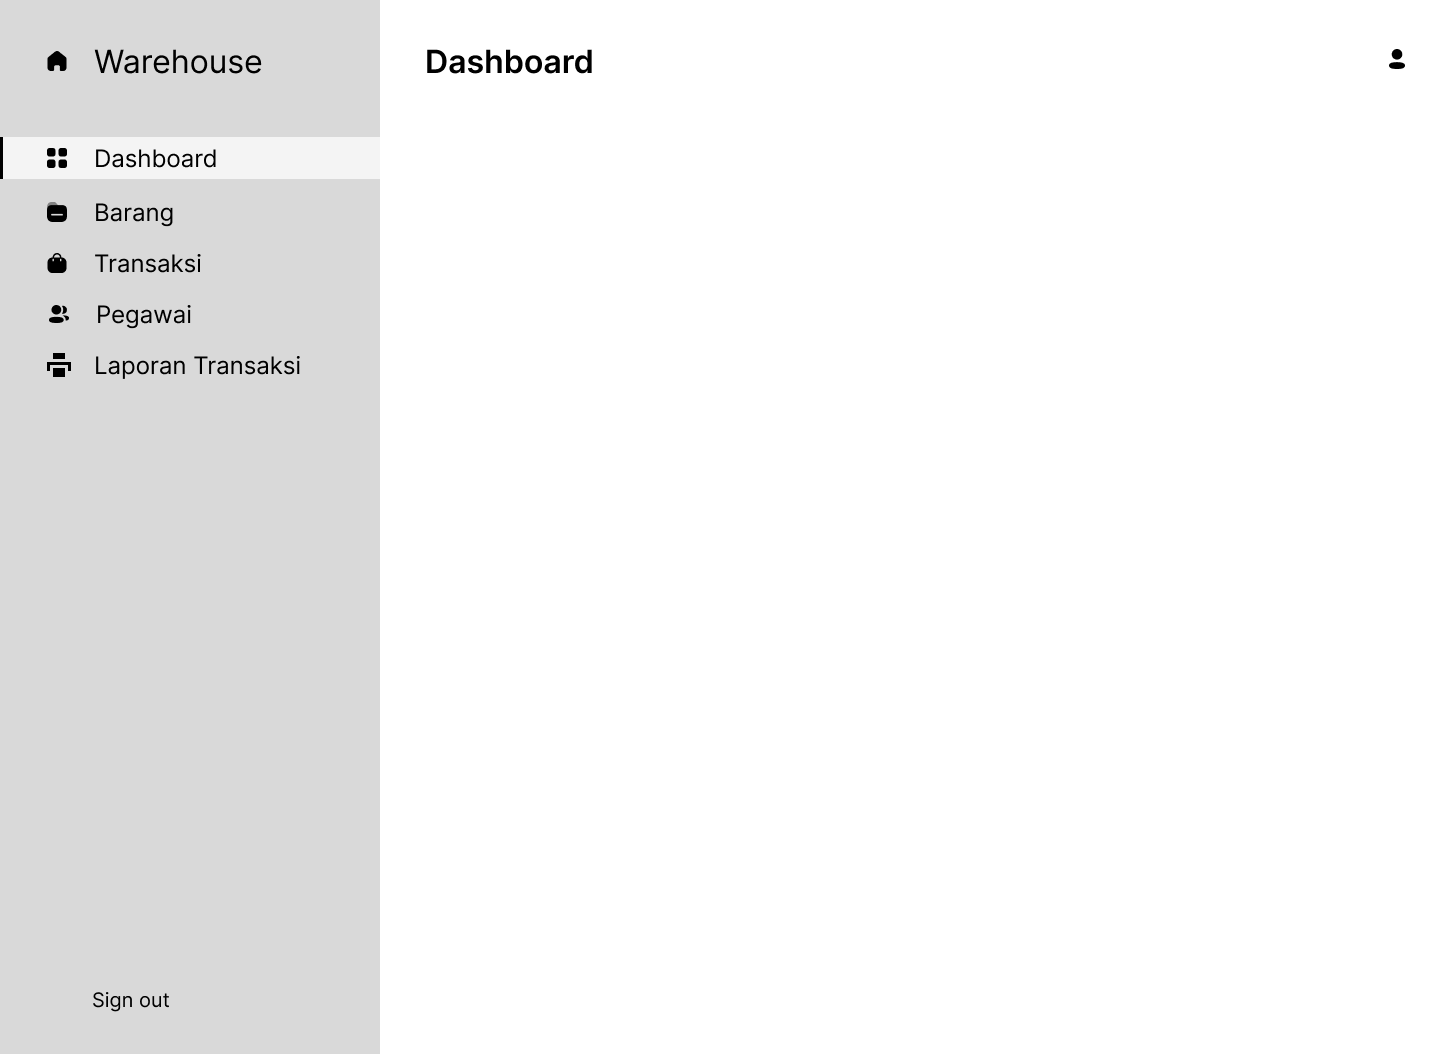 Warehouse
Dashboard
Dashboard
Barang
Transaksi
Pegawai
Laporan Transaksi
Sign out